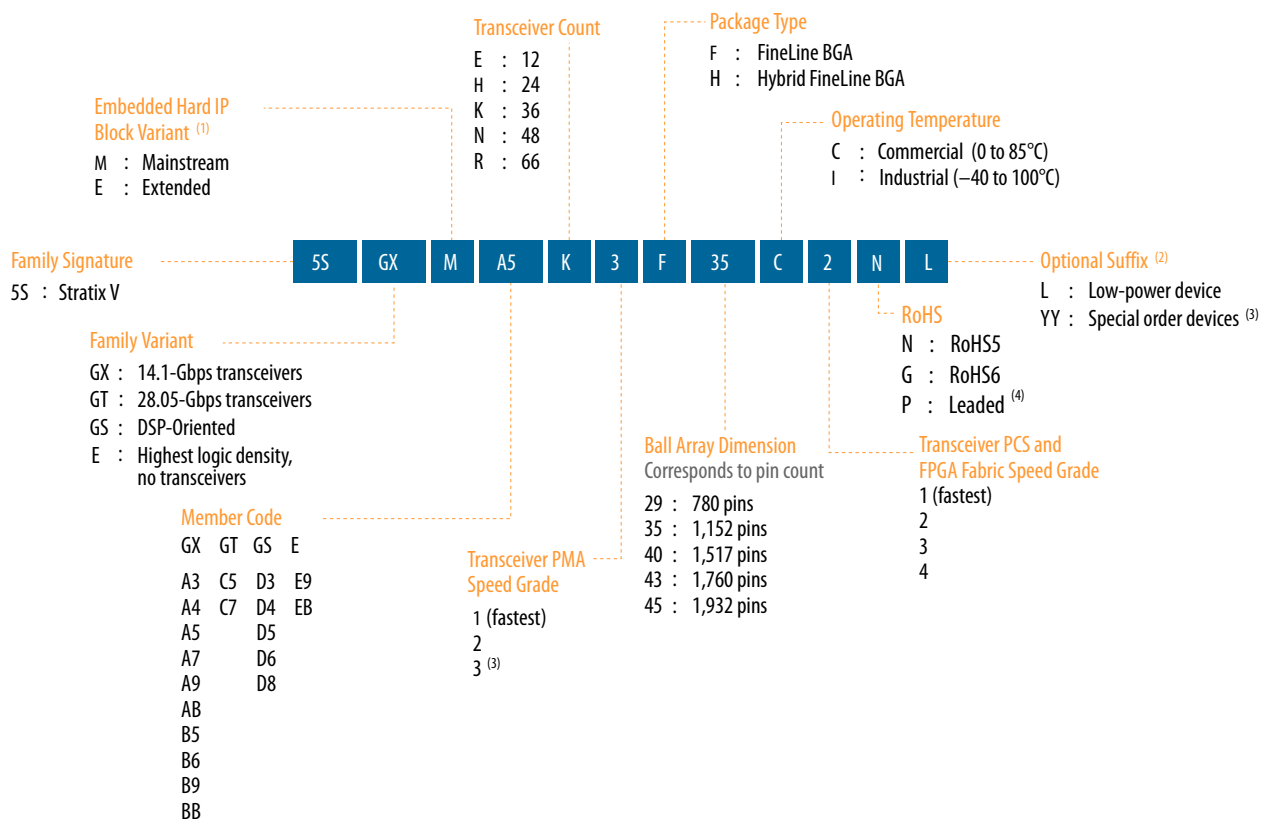 Transceiver Count
E : 12
H : 24
K : 36
N : 48
R : 66
Package Type
F : FineLine BGA
H : Hybrid FineLine BGA
Embedded Hard IP
Block Variant (1)
M : Mainstream
E : Extended
Operating Temperature
C : Commercial (0 to 85°C)
I : Industrial (–40 to 100°C)
Family Signature
5S : Stratix V
5S GX M A5 K 3 F 35 C 2 N L
Optional Suffix (2)
L : Low-power device
YY : Special order devices (3)
Family Variant
GX : 14.1-Gbps transceivers
GT : 28.05-Gbps transceivers
GS : DSP-Oriented
E : Highest logic density,
no transceivers
RoHS
N : RoHS5
G : RoHS6
P : Leaded (4)
Member Code
GX GT GS E
A3 C5 D3 E9
A4 C7 D4 EB
A5 D5
A7 D6
A9 D8
AB
B5
B6
B9
BB
Transceiver PMA
Speed Grade
1 (fastest)
2
3 (3)
Ball Array Dimension
Corresponds to pin count
29 : 780 pins
35 : 1,152 pins
40 : 1,517 pins
43 : 1,760 pins
45 : 1,932 pins
Transceiver PCS and
FPGA Fabric Speed Grade
1 (fastest)
2
3
4